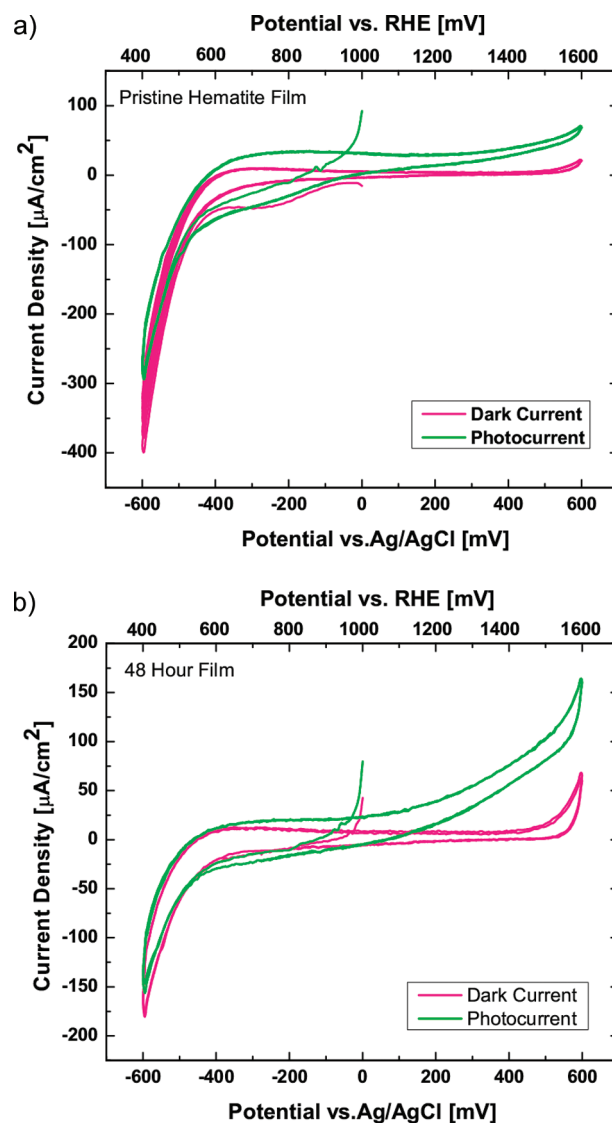 a)
Potential vs. RHE [mV]
400 600 800 1000 1200 1400 1600
Pristine Hematite Film
100
0
-100
-200
-300
-400
Current Density [µA/cm²]
Dark Current
Photocurrent
-600 -400 -200 0 200 400 600
Potential vs.Ag/AgCl [mV]
b)
Potential vs. RHE [mV]
400 600 800 1000 1200 1400 1600
48 Hour Film
200
150
100
50
0
-50
-100
-150
-200
Current Density [µA/cm²]
Dark Current
Photocurrent
-600 -400 -200 0 200 400 600
Potential vs.Ag/AgCl [mV]